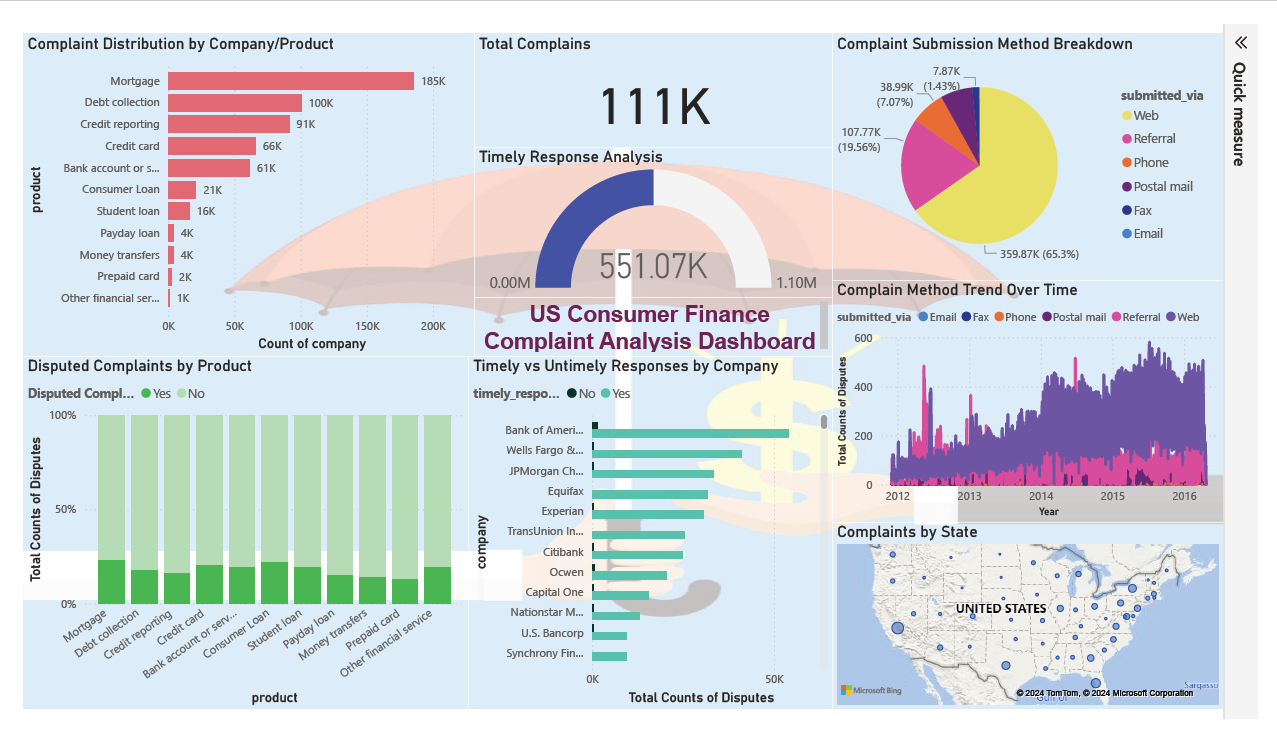 Complaint Distribution by Company/Product
product
Mortgage
185K
Debt collection
100K
Credit reporting
91K
Credit card
66K
Bank account or s...
61K
Consumer Loan
21K
Student loan
16K
Payday loan
4K
Money transfers
4K
Prepaid card
2K
Other financial ser...
1K
0K 50K 100K 150K 200K
Count of company
Total Complains
111K
Timely Response Analysis
551.07K
0.00M
1.10M
US Consumer Finance
Complaint Analysis Dashboard
Complaint Submission Method Breakdown
7.87K
(1.43%)
38.99K
(7.07%)
107.77K
(19.56%)
359.87K (65.3%)
submitted_via
Web
Referral
Phone
Postal mail
Fax
Email
Quick measure
Complain Method Trend Over Time
submitted_via Email Fax Phone Postal mail Referral Web
Total Counts of Disputes
600
400
200
0
2012 2013 2014 2015 2016
Year
Disputed Complaints by Product
Disputed Compl... Yes No
Total Counts of Disputes
100%
50%
0%
Mortgage
Debt collection
Credit reporting
Credit card
Bank account or serv...
Consumer Loan
Student loan
Payday loan
Money transfers
Prepaid card
Other financial service
product
Timely vs Untimely Responses by Company
timely_respo... No Yes
company
Bank of Ameri...
Wells Fargo &...
JPMorgan Ch...
Equifax
Experian
TransUnion In...
Citibank
Ocwen
Capital One
Nationstar M...
U.S. Bancorp
Synchrony Fin...
0K 50K
Total Counts of Disputes
Complaints by State
UNITED STATES
Sargassu
Microsoft Bing
© 2024 TomTom, © 2024 Microsoft Corporation
Gulf of